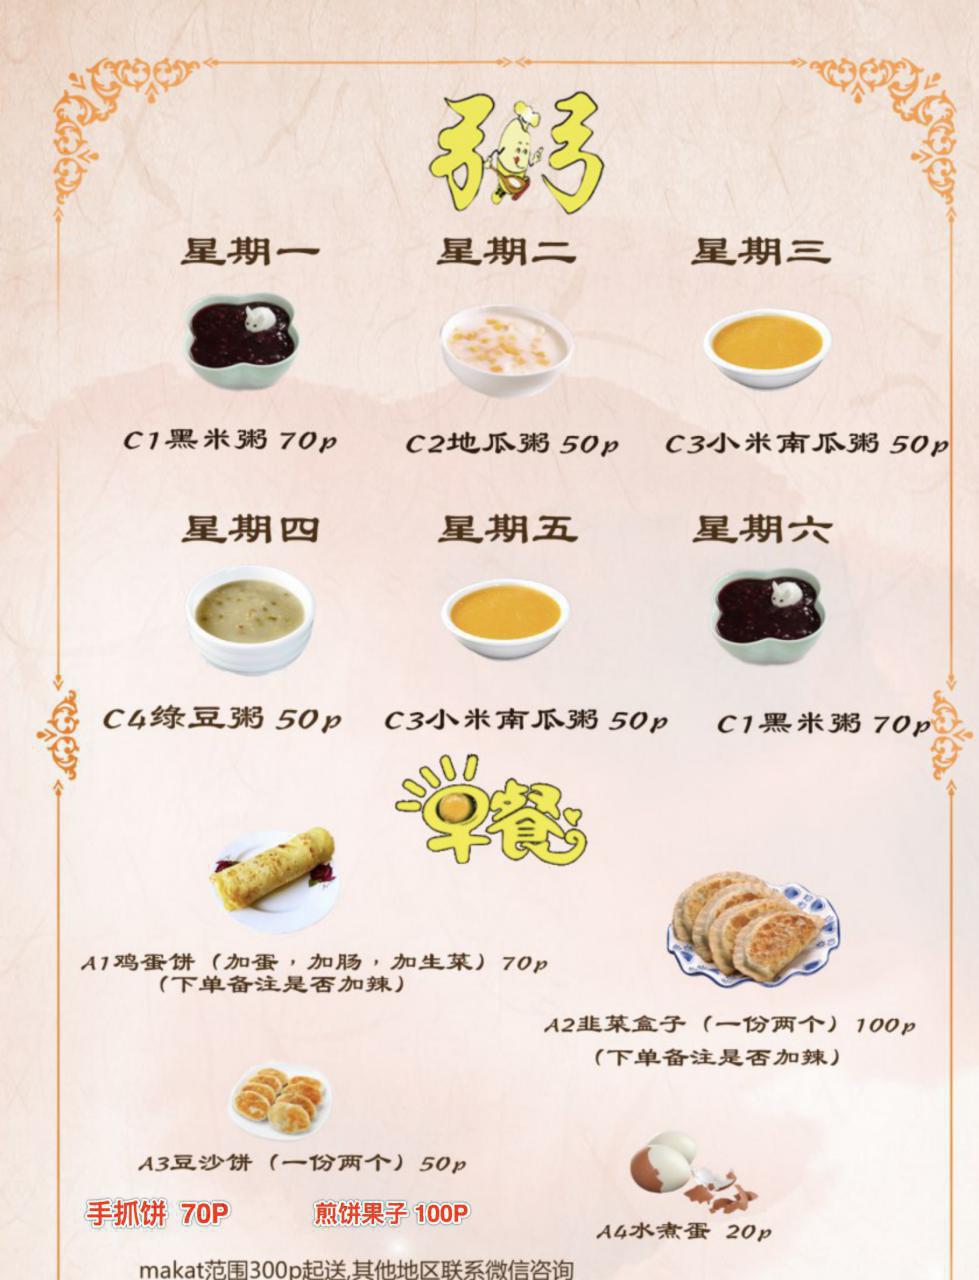 粥
星期一 星期二 星期三
C1黑米粥 70p C2地瓜粥 50p C3小米南瓜粥 50p
星期四 星期五 星期六
C4绿豆粥 50p C3小米南瓜粥 50p C1黑米粥 70p
早餐
A1鸡蛋饼（加蛋，加肠，加生菜）70p
（下单备注是否加辣）
A2韭菜盒子（一份两个）100p
（下单备注是否加辣）
A3豆沙饼（一份两个）50p
手抓饼 70P 煎饼果子 100P
A4水煮蛋 20p
makat范围300p起送,其他地区联系微信咨询